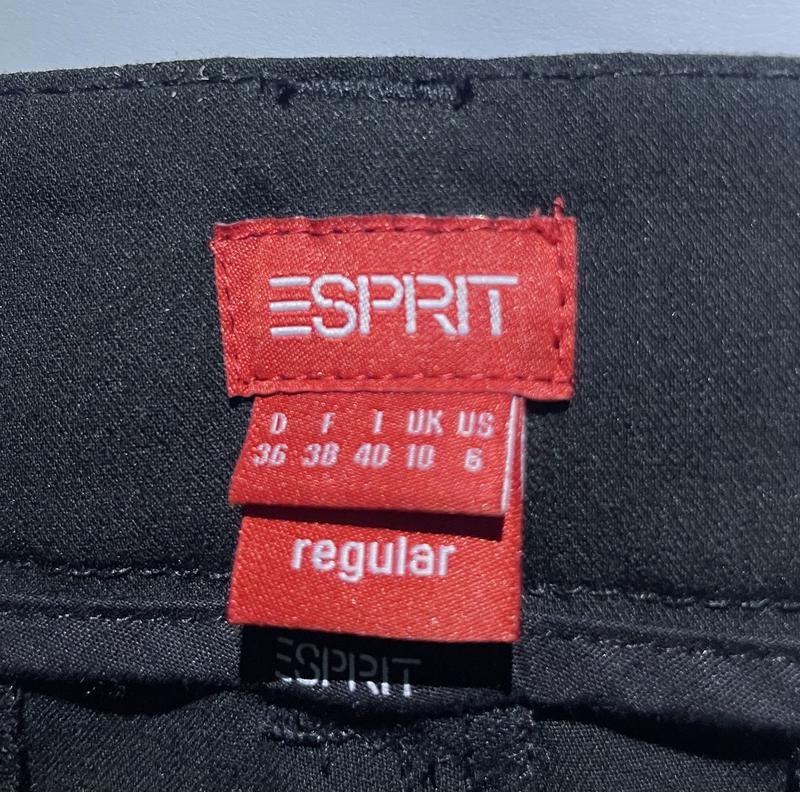 ESPRIT
D F I UK US
36 38 40 10 6
regular
ESPRIT